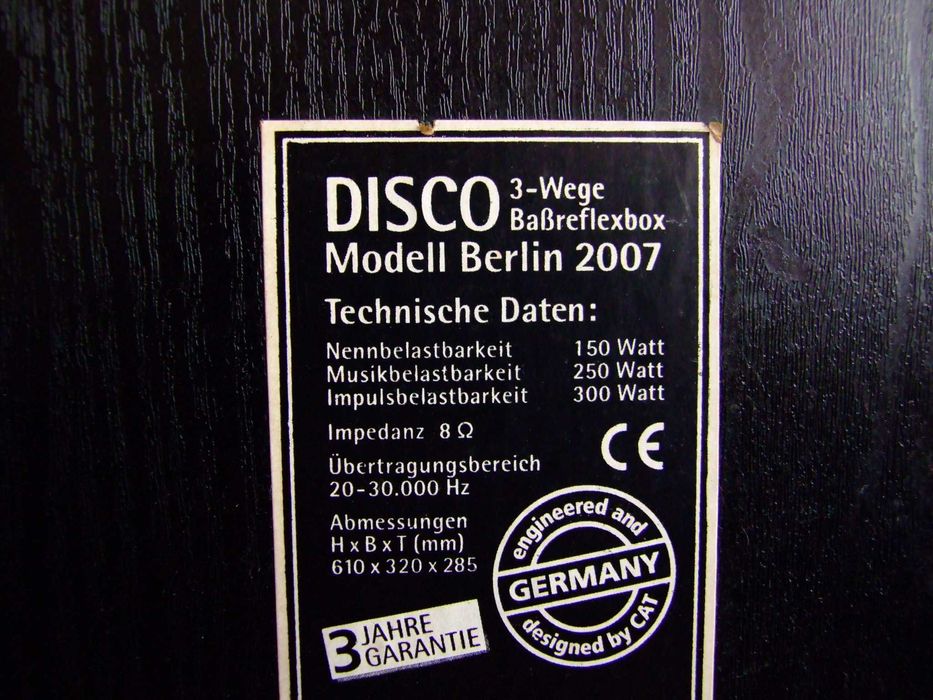 DISCO 3-Wege
Baßreflexbox
Modell Berlin 2007
Technische Daten:
Nennbelastbarkeit 150 Watt
Musikbelastbarkeit 250 Watt
Impulsbelastbarkeit 300 Watt
Impedanz 8 Ω
CE
Übertragungsbereich
20-30.000 Hz
Abmessungen
H x B x T (mm)
610 x 320 x 285
engineered and
GERMANY
designed by CAT
3 JAHRE
GARANTIE